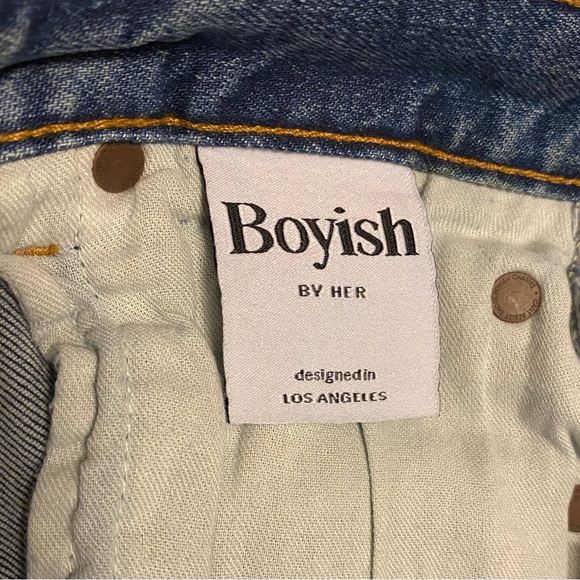 Boyish
BY HER
designed in
LOS ANGELES